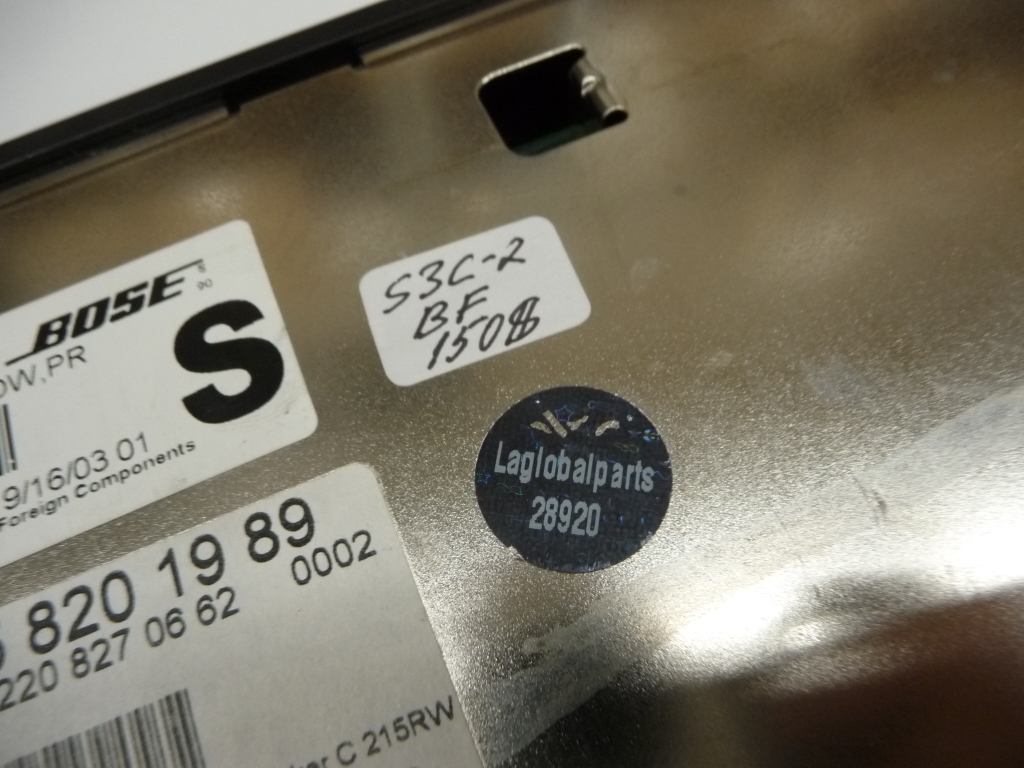 BOSE
90
S
OW,PR
9/16/03 01
Foreign Components
820 19 89
220 827 06 62 0002
C 215RW
S3C-2
BF
1508
Laglobalparts
28920